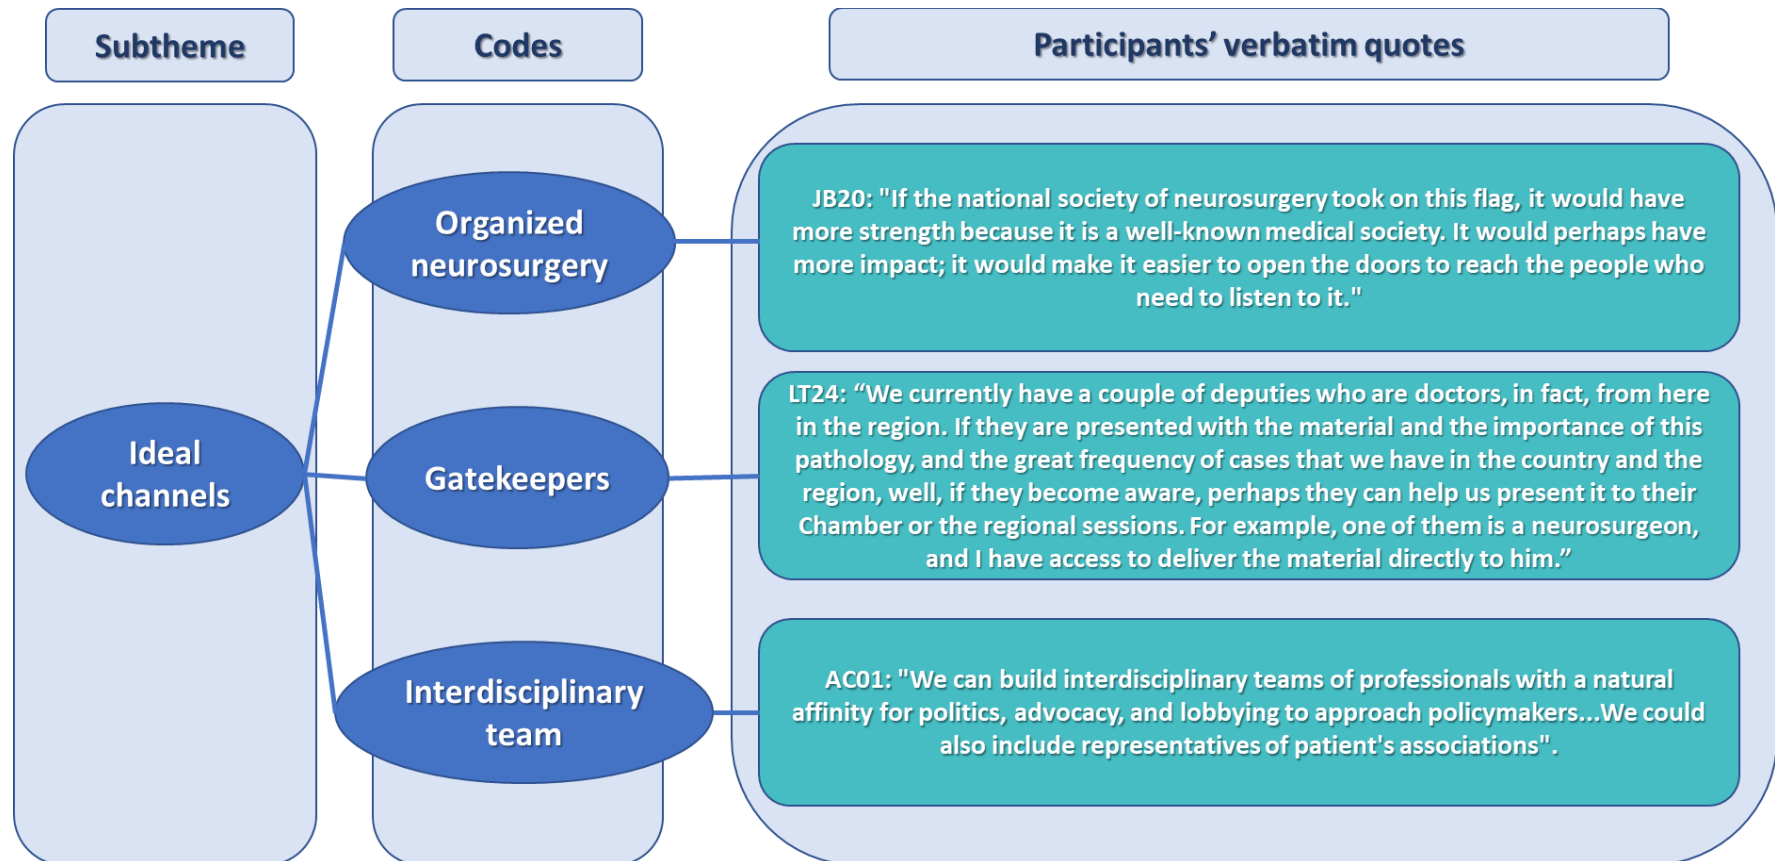 Subtheme
Codes
Participants’ verbatim quotes
Ideal
channels
Organized
neurosurgery
Gatekeepers
Interdisciplinary
team
JB20: "If the national society of neurosurgery took on this flag, it would have
more strength because it is a well-known medical society. It would perhaps have
more impact; it would make it easier to open the doors to reach the people who
need to listen to it."
LT24: “We currently have a couple of deputies who are doctors, in fact, from here
in the region. If they are presented with the material and the importance of this
pathology, and the great frequency of cases that we have in the country and the
region, well, if they become aware, perhaps they can help us present it to their
Chamber or the regional sessions. For example, one of them is a neurosurgeon,
and I have access to deliver the material directly to him.”
AC01: "We can build interdisciplinary teams of professionals with a natural
affinity for politics, advocacy, and lobbying to approach policymakers...We could
also include representatives of patient's associations".